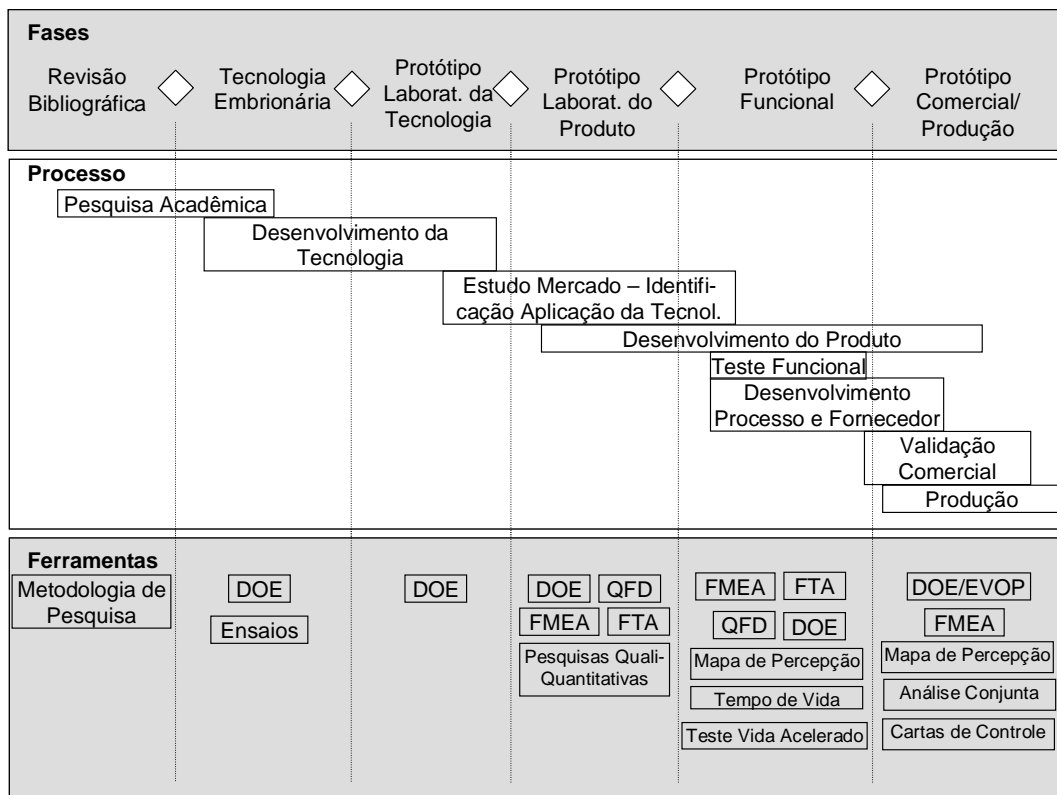 Fases
Revisão
Bibliográfica
Tecnologia
Embrionária
Protótipo
Laborat. da
Tecnologia
Protótipo
Laborat. do
Produto
Protótipo
Funcional
Protótipo
Comercial/
Produção
Processo
Pesquisa Acadêmica
Desenvolvimento da
Tecnologia
Estudo Mercado – Identifi-
cação Aplicação da Tecnol.
Desenvolvimento do Produto
Teste Funcional
Desenvolvimento
Processo e Fornecedor
Validação
Comercial
Produção
Ferramentas
Metodologia de
Pesquisa
DOE
Ensaios
DOE
DOE QFD
FMEA FTA
Pesquisas Quali-
Quantitativas
FMEA FTA
QFD DOE
Mapa de Percepção
Tempo de Vida
Teste Vida Acelerado
DOE/EVOP
FMEA
Mapa de Percepção
Análise Conjunta
Cartas de Controle